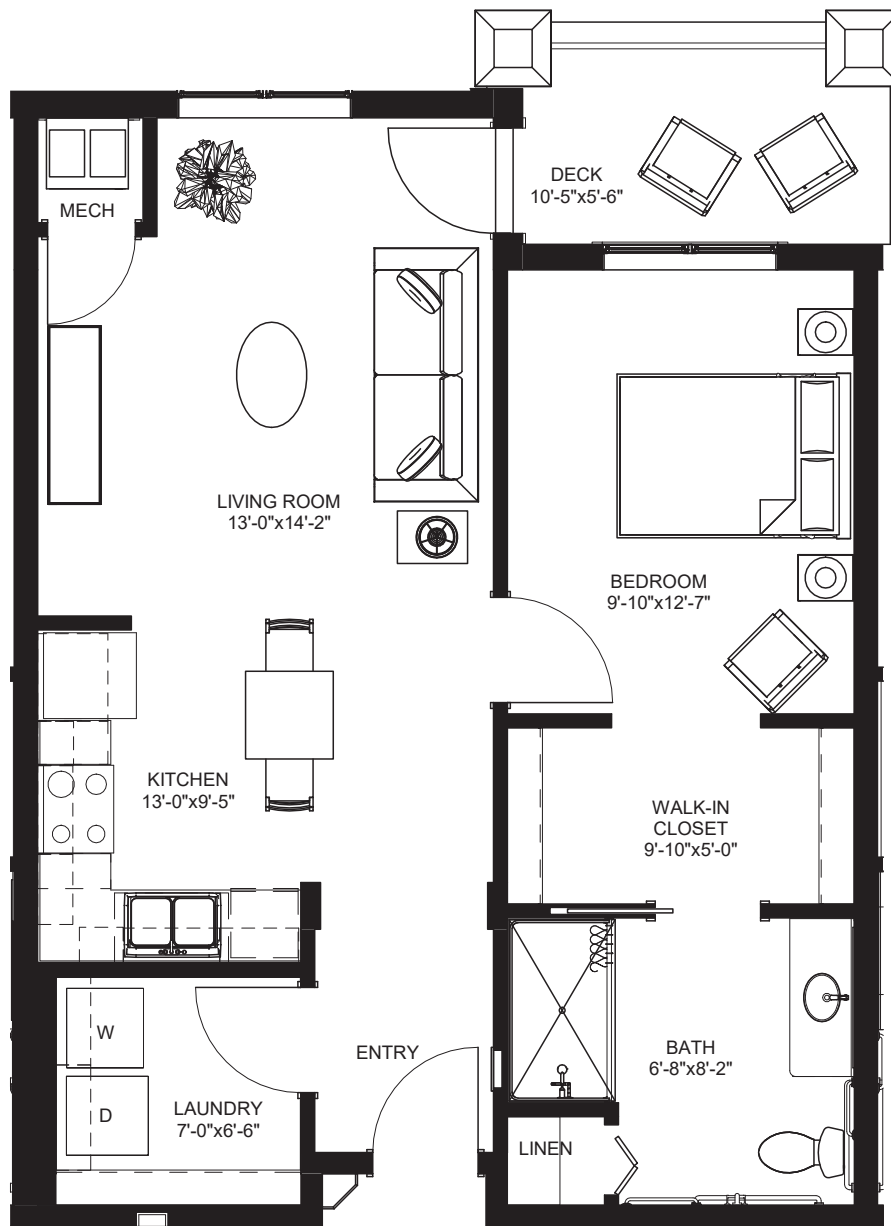 DECK
10'-5"x5'-6"
MECH
LIVING ROOM
13'-0"x14'-2"
BEDROOM
9'-10"x12'-7"
KITCHEN
13'-0"x9'-5"
WALK-IN
CLOSET
9'-10"x5'-0"
W
ENTRY
BATH
6'-8"x8'-2"
D
LAUNDRY
7'-0"x6'-6"
LINEN